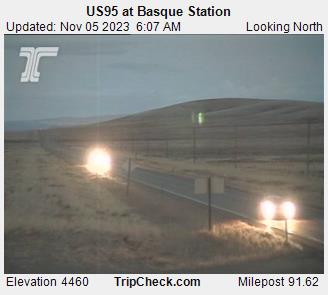 US95 at Basque Station
Updated: Nov 05 2023 6:07 AM Looking North
Elevation 4460 TripCheck.com Milepost 91.62